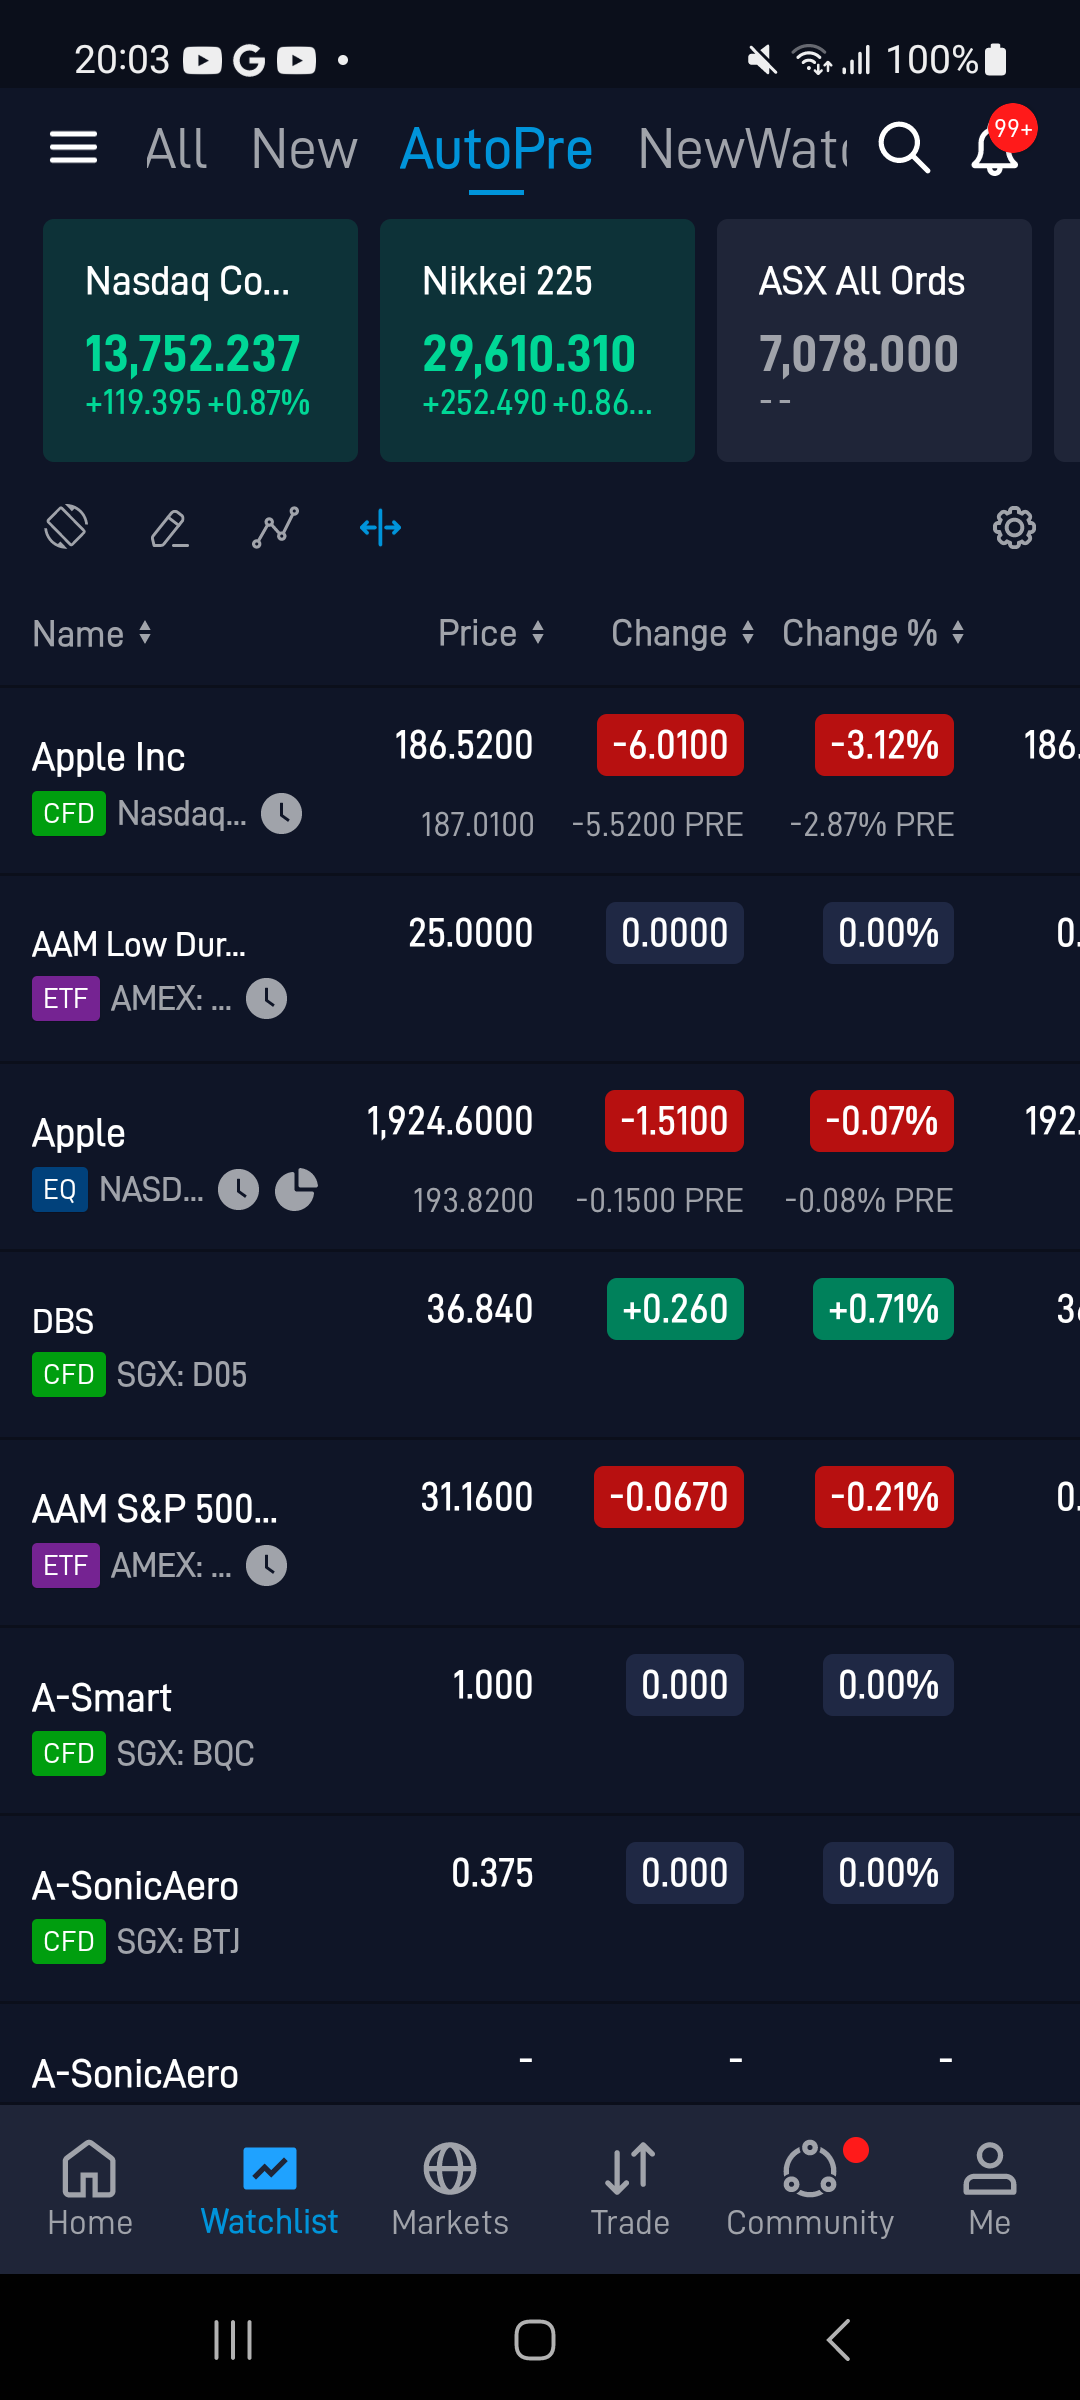 20:03 100%
All New AutoPre NewWatc 99+
Nasdaq Co... Nikkei 225 ASX All Ords
13,752.237 29,610.310 7,078.000
+119.395 +0.87% +252.490 +0.86... - -
Name Price Change Change %
Apple Inc 186.5200 -6.0100 -3.12% 186.
CFD Nasdaq... 187.0100 -5.5200 PRE -2.87% PRE
AAM Low Dur... 25.0000 0.0000 0.00% 0.
ETF AMEX: ...
Apple 1,924.6000 -1.5100 -0.07% 192.
EQ NASD... 193.8200 -0.1500 PRE -0.08% PRE
DBS 36.840 +0.260 +0.71% 36
CFD SGX: D05
AAM S&P 500... 31.1600 -0.0670 -0.21% 0.
ETF AMEX: ...
A-Smart 1.000 0.000 0.00%
CFD SGX: BQC
A-SonicAero 0.375 0.000 0.00%
CFD SGX: BTJ
A-SonicAero - - -
Home Watchlist Markets Trade Community Me